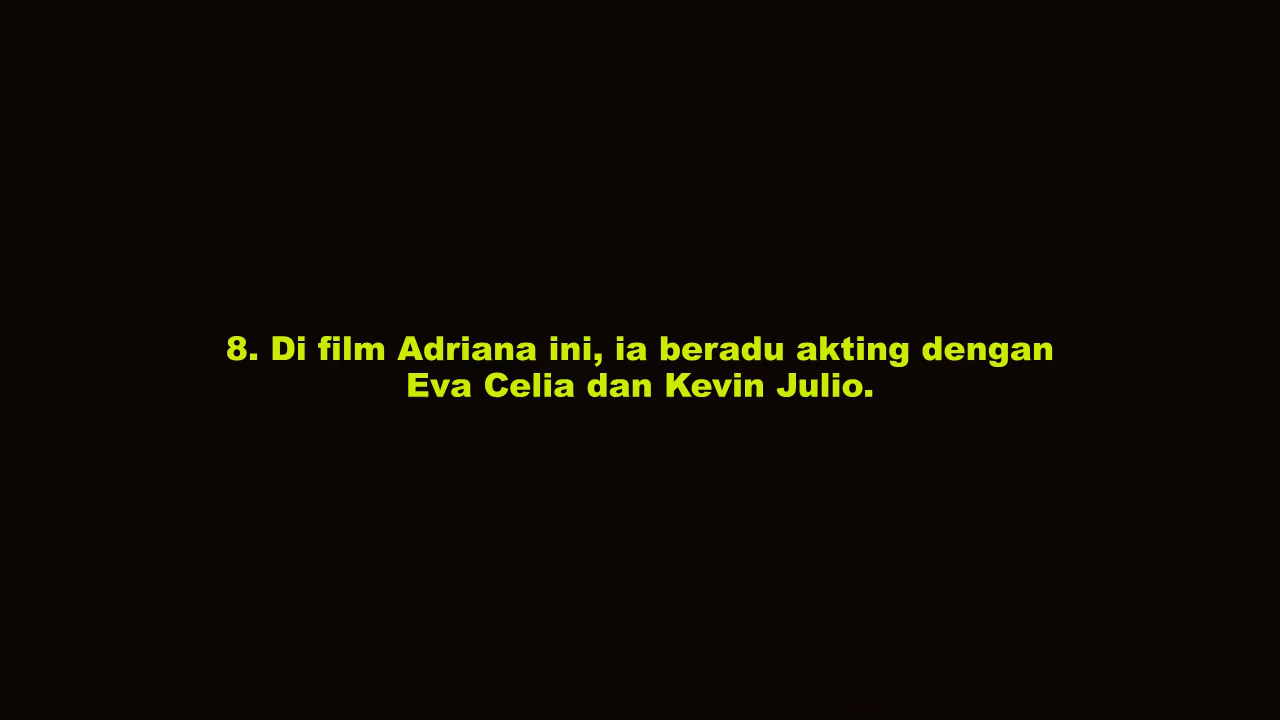 8. Di film Adriana ini, ia beradu akting dengan
Eva Celia dan Kevin Julio.